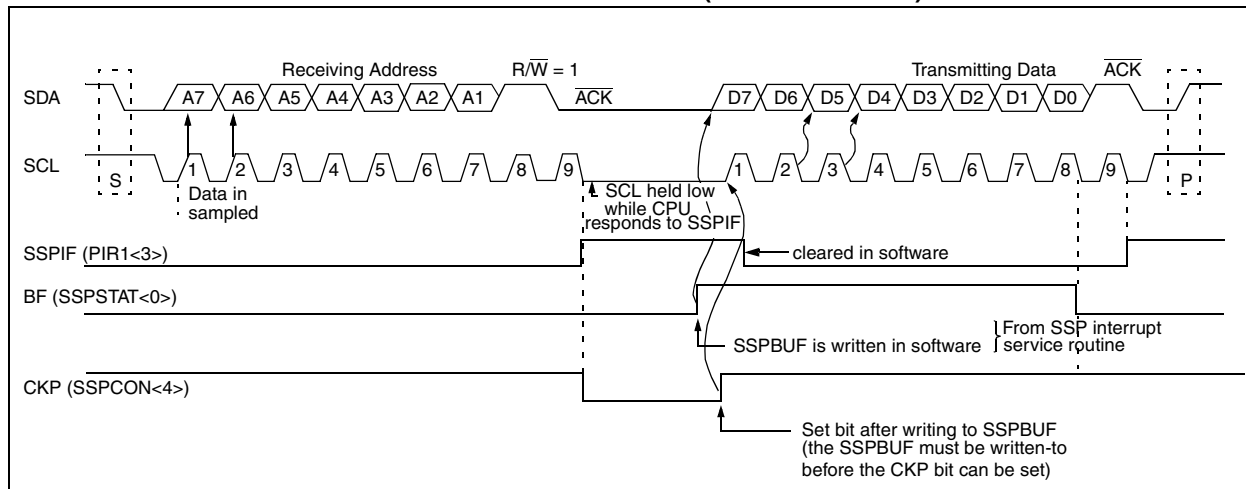 Receiving Address
R/W = 1
Transmitting Data
ACK
SDA
A7 A6 A5 A4 A3 A2 A1
ACK
D7 D6 D5 D4 D3 D2 D1 D0
SCL
S
1 2 3 4 5 6 7 8 9
1 2 3 4 5 6 7 8 9
P
Data in
sampled
SCL held low
while CPU
responds to SSPIF
SSPIF (PIR1<3>)
cleared in software
BF (SSPSTAT<0>)
SSPBUF is written in software
From SSP interrupt
service routine
CKP (SSPCON<4>)
Set bit after writing to SSPBUF
(the SSPBUF must be written-to
before the CKP bit can be set)